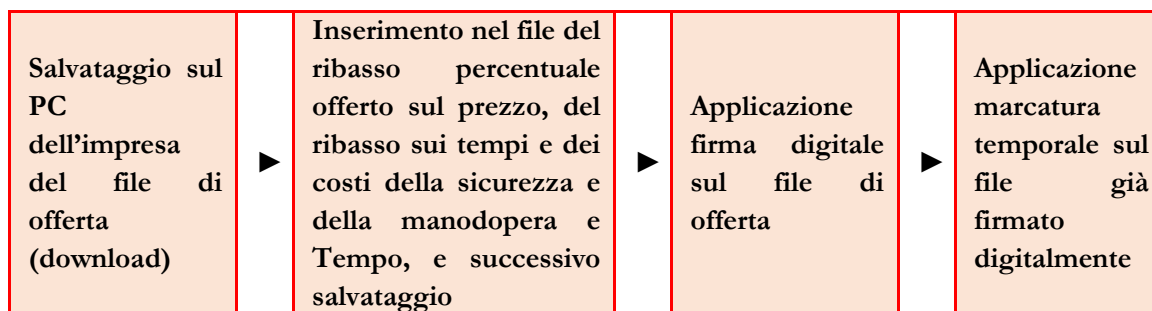 Salvataggio sul
PC
dell’impresa
del file di
offerta
(download)
►
Inserimento nel file del
ribasso percentuale
offerto sul prezzo, del
ribasso sui tempi e dei
costi della sicurezza e
della manodopera e
Tempo, e successivo
salvataggio
►
Applicazione
firma digitale
sul file di
offerta
►
Applicazione
marcatura
temporale sul
file già
firmato
digitalmente